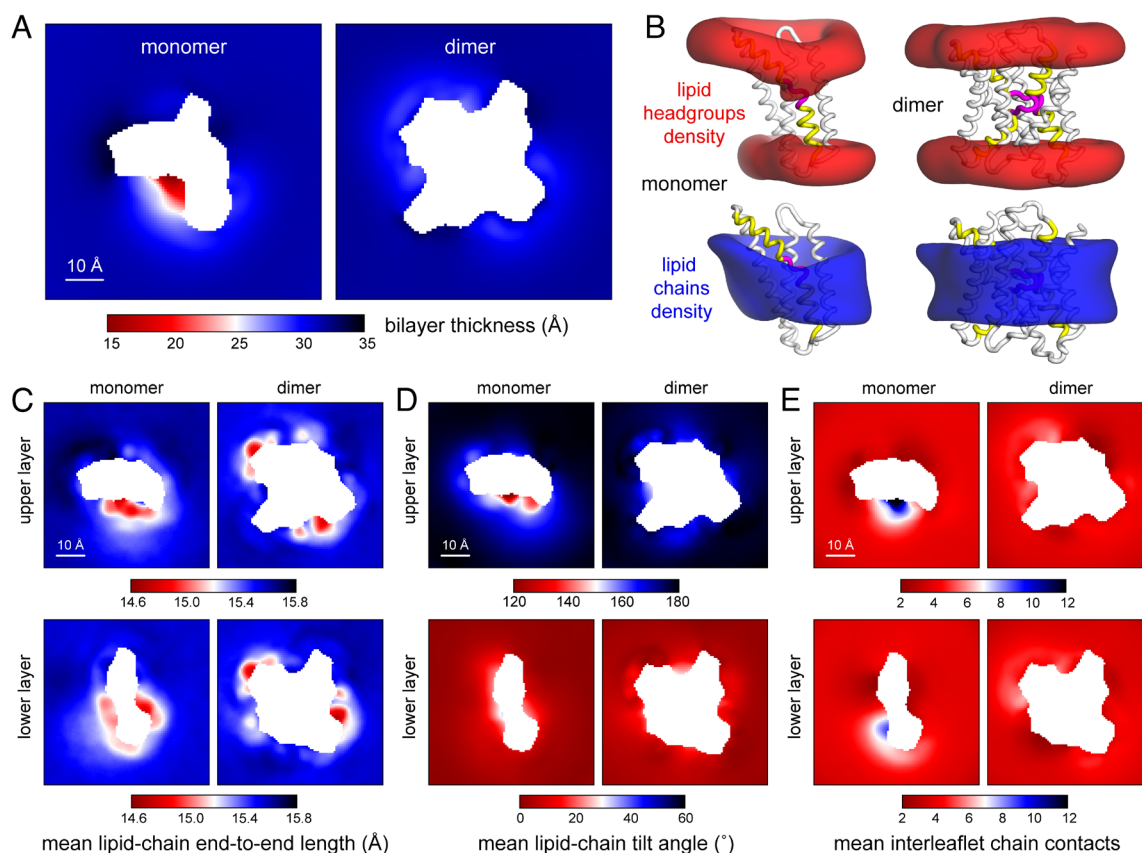 A
monomer
dimer
10 Å
15 20 25 30 35
bilayer thickness (Å)
B
lipid
headgroups
density
dimer
monomer
lipid
chains
density
C
monomer
dimer
upper layer
10 Å
14.6 15.0 15.4 15.8
lower layer
14.6 15.0 15.4 15.8
mean lipid-chain end-to-end length (Å)
D
monomer
dimer
upper layer
10 Å
120 140 160 180
lower layer
0 20 40 60
mean lipid-chain tilt angle (°)
E
monomer
dimer
upper layer
10 Å
2 4 6 8 10 12
lower layer
2 4 6 8 10 12
mean interleaflet chain contacts